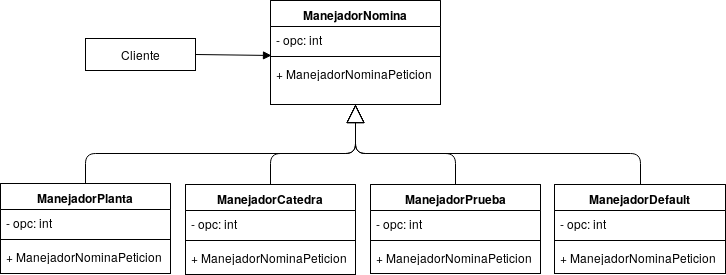 ManejadorNomina
- opc: int
+ ManejadorNominaPeticion
Cliente
ManejadorPlanta
- opc: int
+ ManejadorNominaPeticion
ManejadorCatedra
- opc: int
+ ManejadorNominaPeticion
ManejadorPrueba
- opc: int
+ ManejadorNominaPeticion
ManejadorDefault
- opc: int
+ ManejadorNominaPeticion